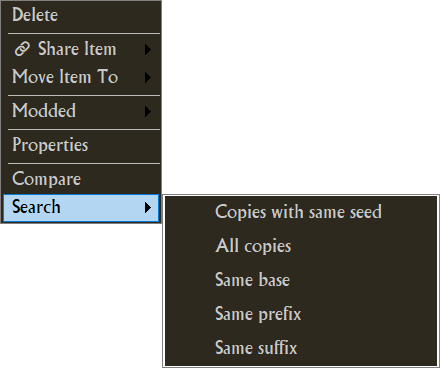 Delete
Share Item
Move Item To
Modded
Properties
Compare
Search
Copies with same seed
All copies
Same base
Same prefix
Same suffix